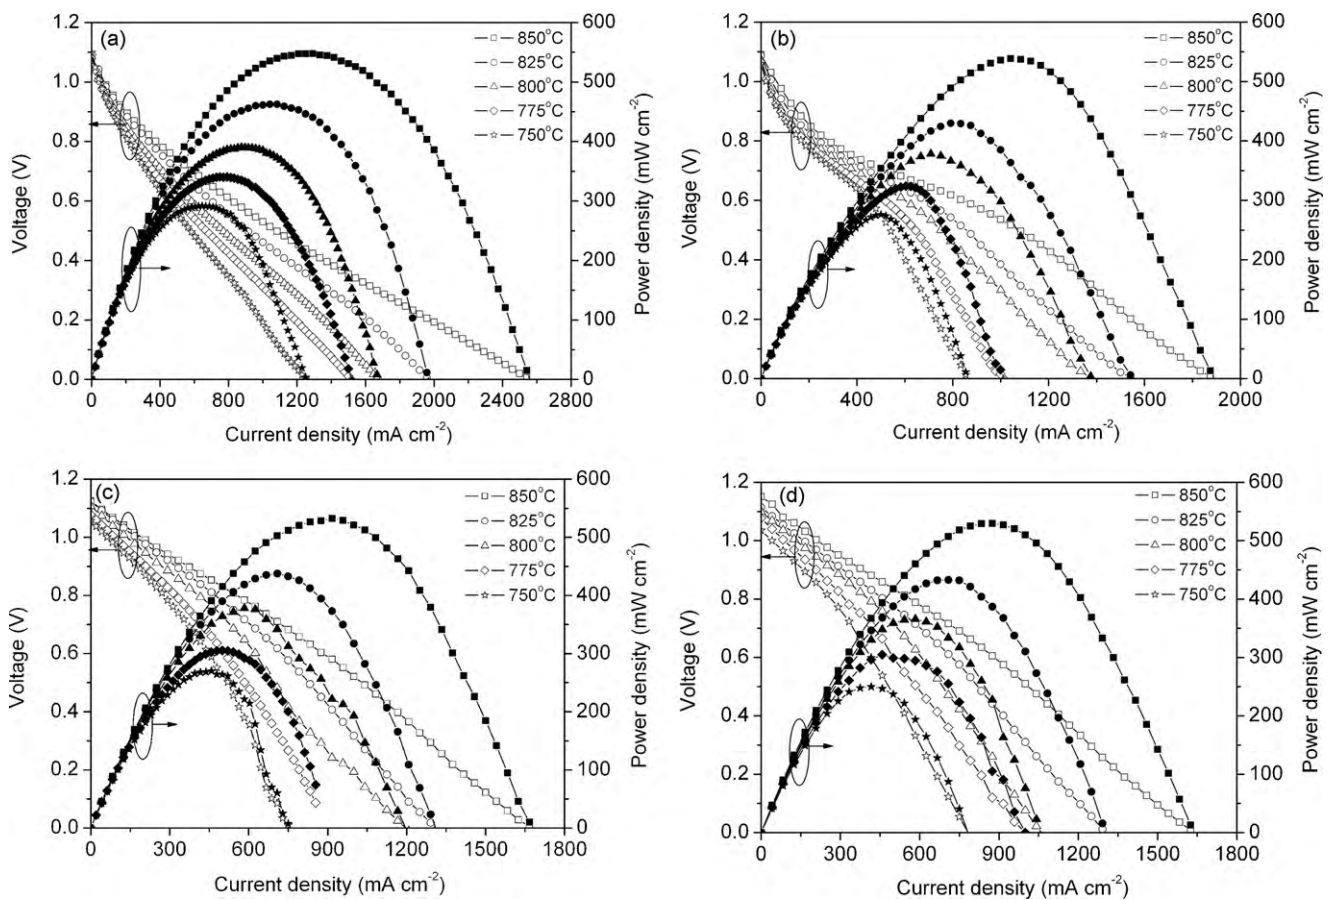 (a)
850°C
825°C
800°C
775°C
750°C
1.2
1.0
0.8
0.6
0.4
0.2
0.0
Voltage (V)
600
500
400
300
200
100
0
Power density (mW cm⁻²)
0 400 800 1200 1600 2000 2400 2800
Current density (mA cm⁻²)
(b)
850°C
825°C
800°C
775°C
750°C
1.2
1.0
0.8
0.6
0.4
0.2
0.0
Voltage (V)
600
500
400
300
200
100
0
Power density (mW cm⁻²)
0 400 800 1200 1600 2000
Current density (mA cm⁻²)
(c)
850°C
825°C
800°C
775°C
750°C
1.2
1.0
0.8
0.6
0.4
0.2
0.0
Voltage (V)
600
500
400
300
200
100
0
Power density (mW cm⁻²)
0 300 600 900 1200 1500 1800
Current density (mA cm⁻²)
(d)
850°C
825°C
800°C
775°C
750°C
1.2
1.0
0.8
0.6
0.4
0.2
0.0
Voltage (V)
600
500
400
300
200
100
0
Power density (mW cm⁻²)
0 300 600 900 1200 1500 1800
Current density (mA cm⁻²)